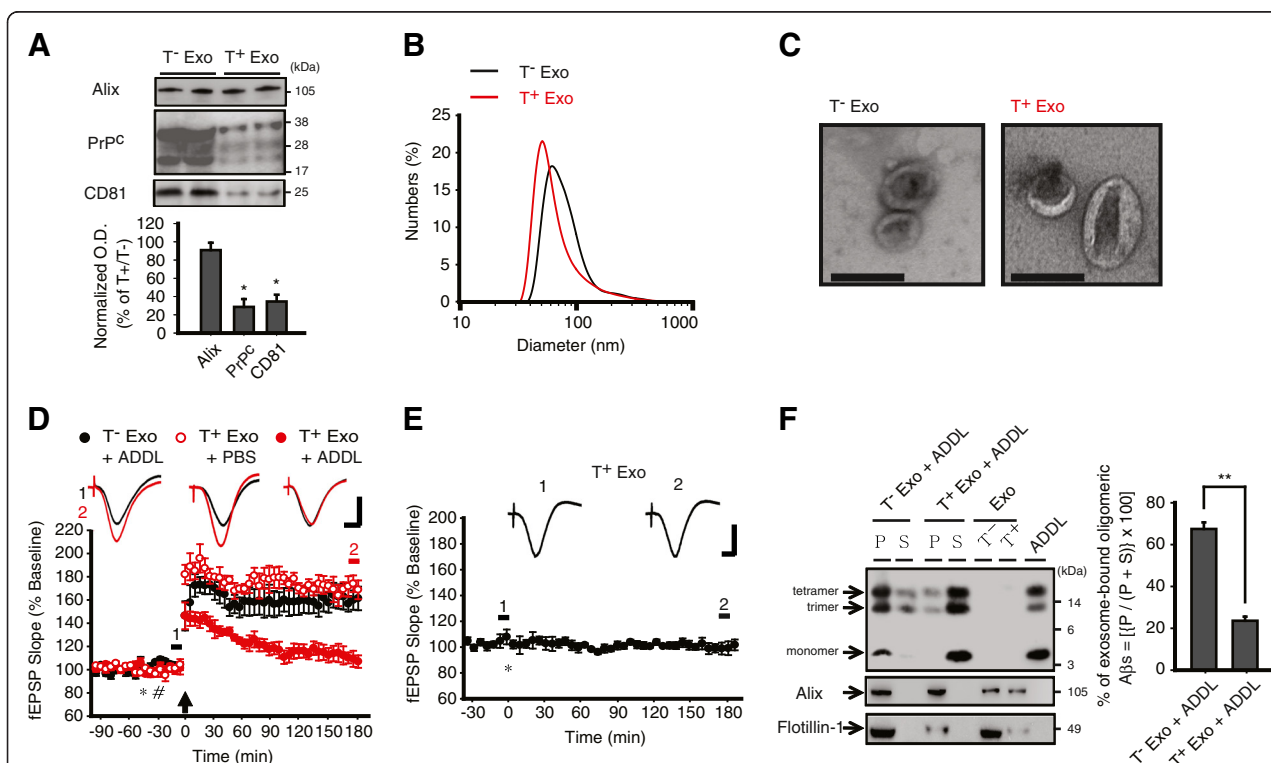 A
T- Exo T+ Exo
(kDa)
Alix
105
PrPC
38
28
17
CD81
25
Normalized O.D.
(% of T+/T-)
120
100
80
60
40
20
0
*
*
Alix
PrPC
CD81
B
T- Exo
T+ Exo
Numbers (%)
25
20
15
10
5
0
10 100 1000
Diameter (nm)
C
T- Exo
T+ Exo
D
T- Exo
+ ADDL
T+ Exo
+ PBS
T+ Exo
+ ADDL
1
2
fEPSP Slope (% Baseline)
220
200
180
160
140
120
100
80
60
2
1
* #
-90 -60 -30 0 30 60 90 120 150 180
Time (min)
E
T+ Exo
1
2
fEPSP Slope (% Baseline)
200
180
160
140
120
100
80
60
1
2
*
-30 0 30 60 90 120 150 180
Time (min)
F
T- Exo + ADDL
T+ Exo + ADDL
Exo
T- T+
ADDL
P S P S
(kDa)
tetramer
trimer
monomer
14
6
3
Alix
105
Flotillin-1
49
% of exosome-bound oligomeric
Aβs = [{P / (P + S)} x 100]
80
60
40
20
0
**
T- Exo + ADDL
T+ Exo + ADDL